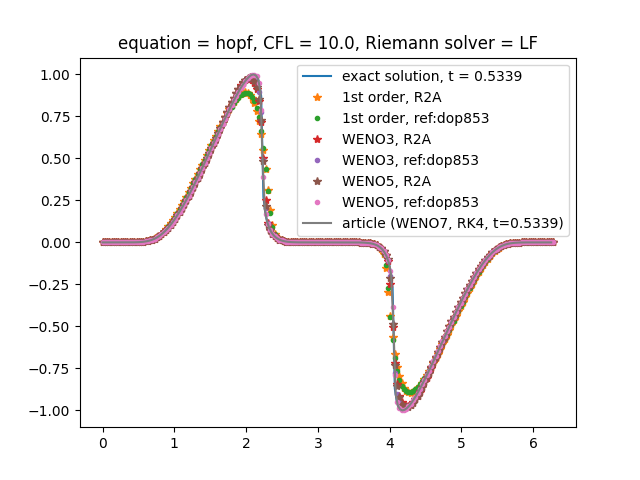 equation = hopf, CFL = 10.0, Riemann solver = LF
exact solution, t = 0.5339
1st order, R2A
1st order, ref:dop853
WENO3, R2A
WENO3, ref:dop853
WENO5, R2A
WENO5, ref:dop853
article (WENO7, RK4, t=0.5339)
1.00
0.75
0.50
0.25
0.00
−0.25
−0.50
−0.75
−1.00
0 1 2 3 4 5 6